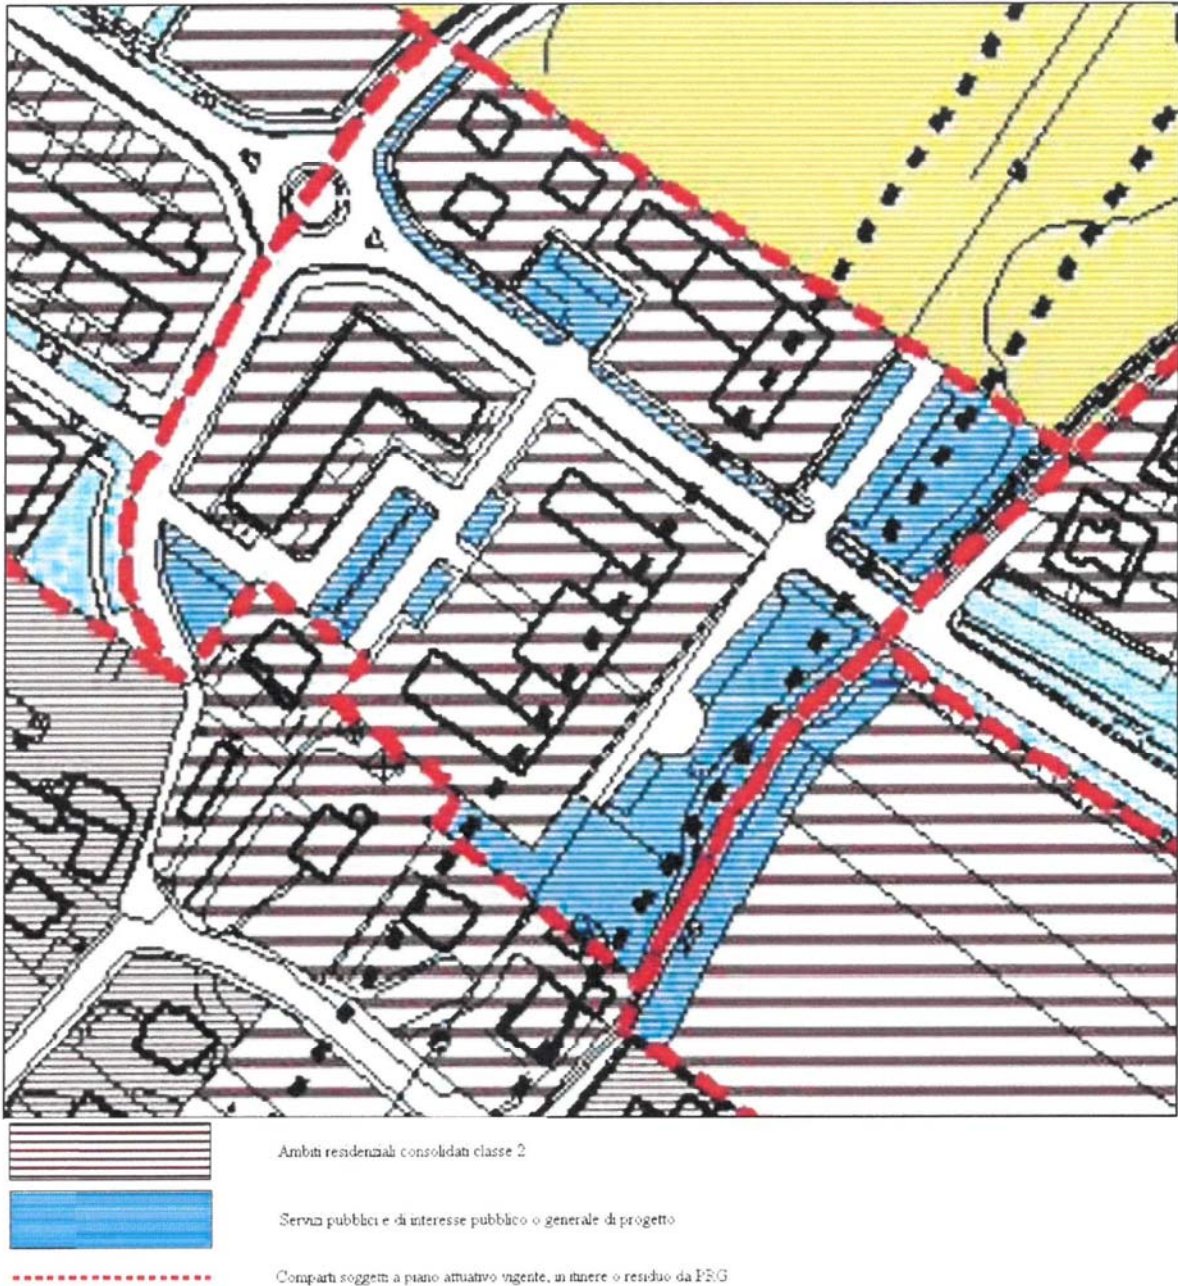 Ambiti residenziali consolidati classe 2
Servizi pubblici e di interesse pubblico o generale di progetto
Comparti soggetti a piano attuativo vigente, in itinere o residuo da PRG